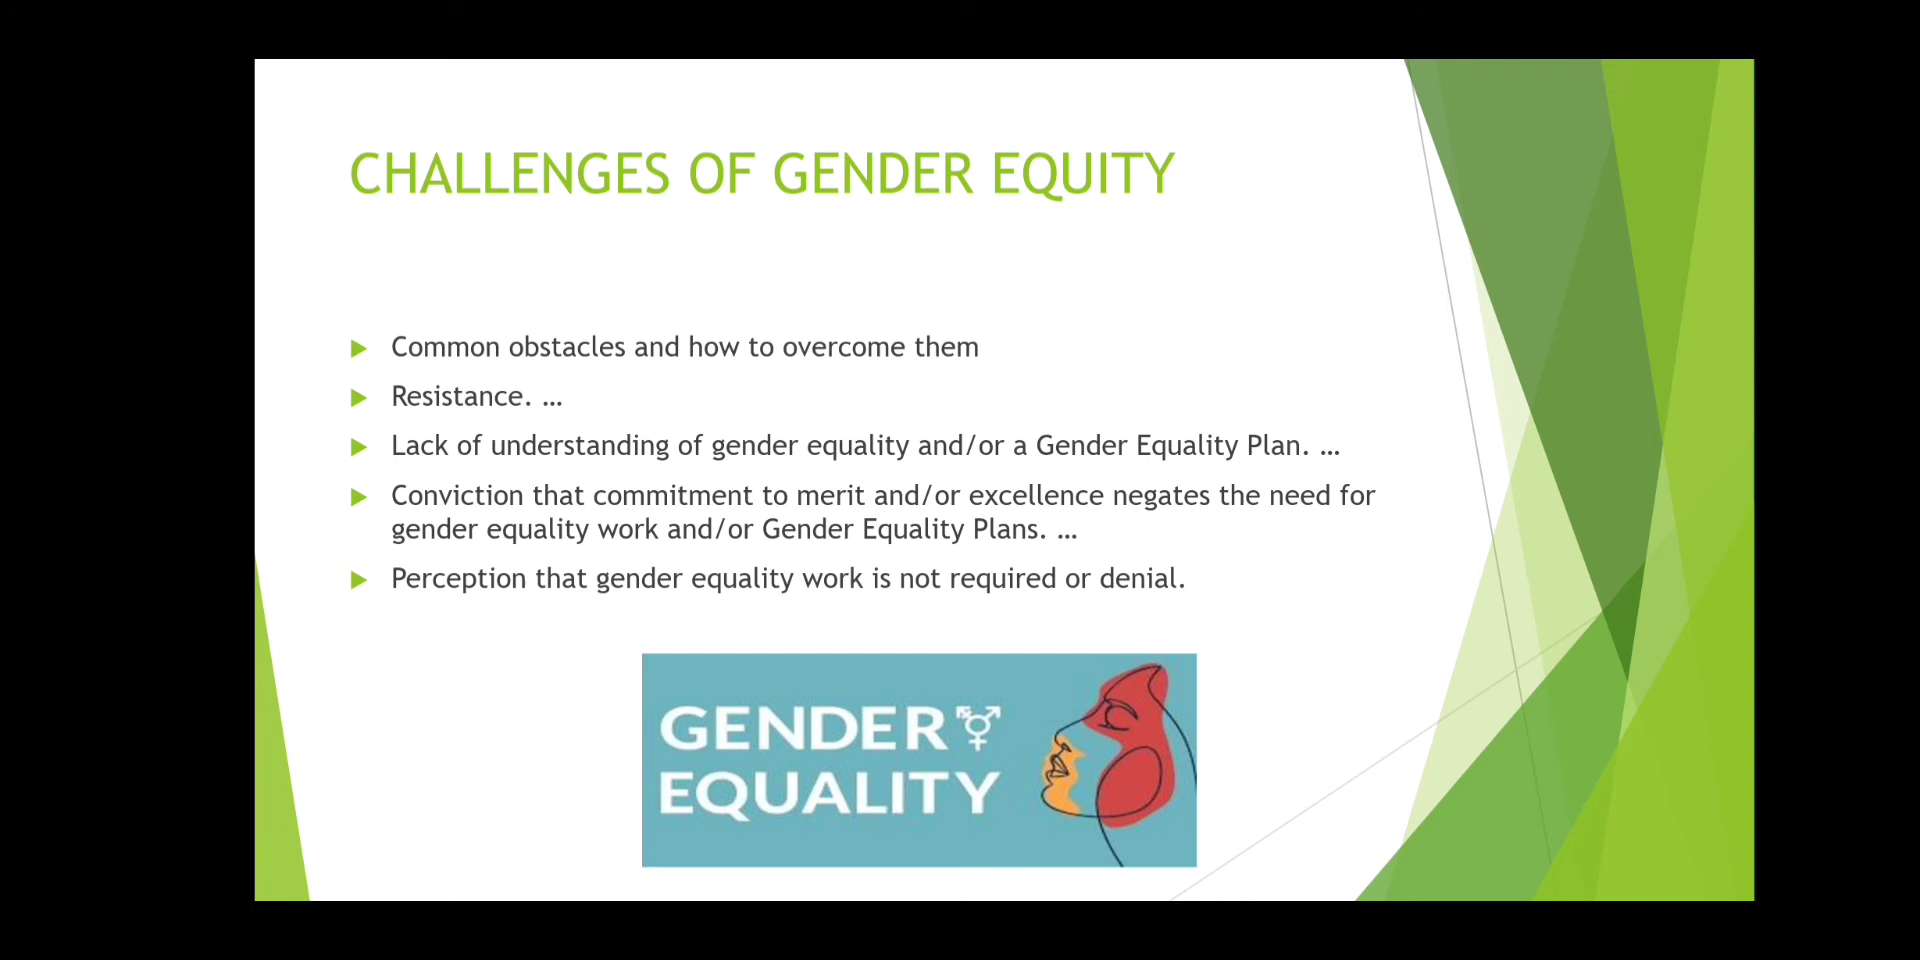 CHALLENGES OF GENDER EQUITY
Common obstacles and how to overcome them
Resistance. ...
Lack of understanding of gender equality and/or a Gender Equality Plan. ...
Conviction that commitment to merit and/or excellence negates the need for
gender equality work and/or Gender Equality Plans. ...
Perception that gender equality work is not required or denial.
GENDER
EQUALITY